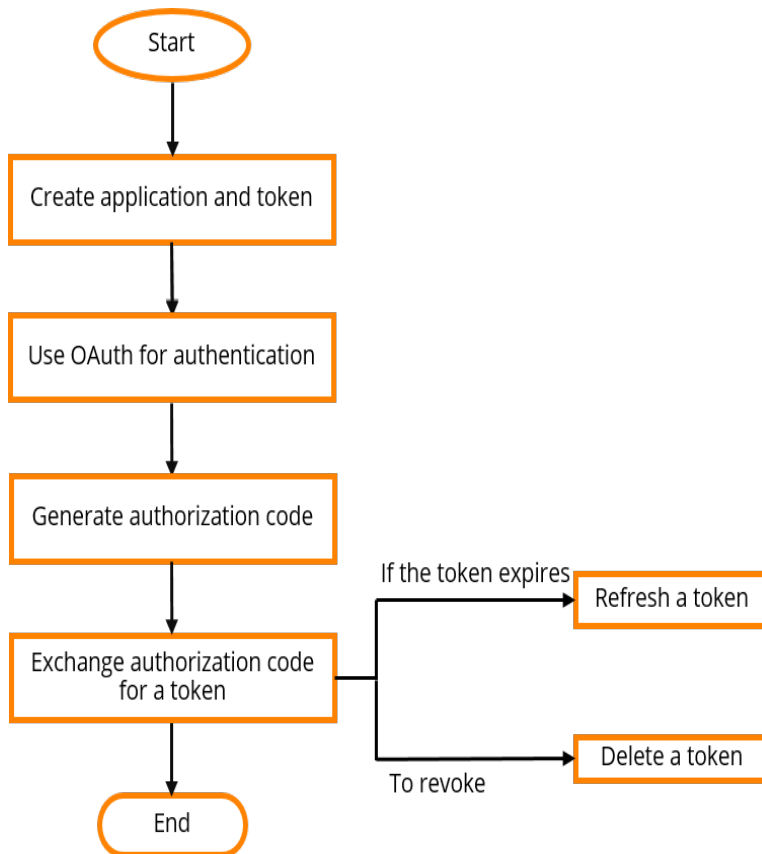 Start
Create application and token
Use OAuth for authentication
Generate authorization code
If the token expires
Refresh a token
Exchange authorization code
for a token
Delete a token
To revoke
End